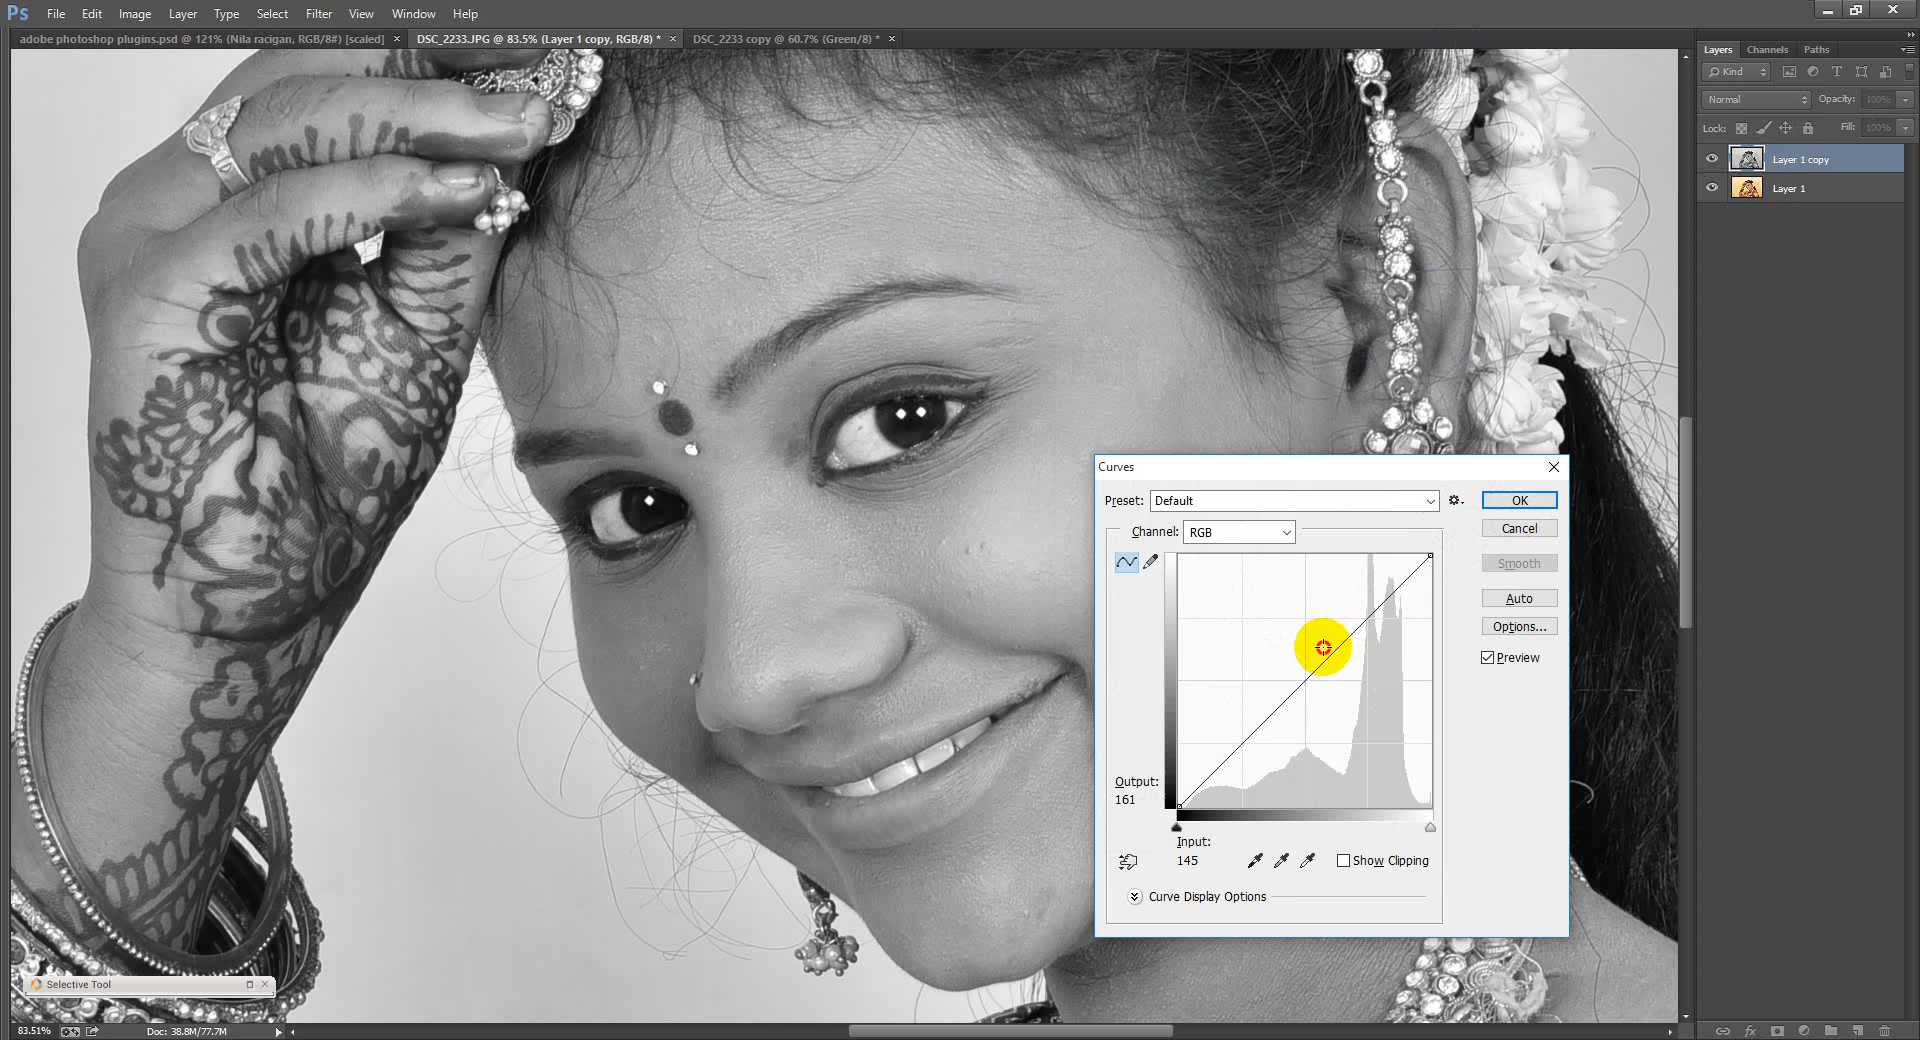 Ps File Edit Image Layer Type Select Filter View Window Help
adobe photoshop plugins.psd @ 121% (Nila racigan, RGB/8#) [scaled] × DSC_2233.JPG @ 83.5% (Layer 1 copy, RGB/8) * × DSC_2233 copy @ 60.7% (Green/8) * ×
Layers Channels Paths
Kind
Normal Opacity: 100%
Lock: Fill: 100%
Layer 1 copy
Layer 1
Curves
Preset: Default OK
Channel: RGB Cancel
Smooth
Auto
Options...
Preview
Output:
161
Input:
145
Show Clipping
Curve Display Options
Selective Tool
83.51% Doc: 38.8M/77.7M